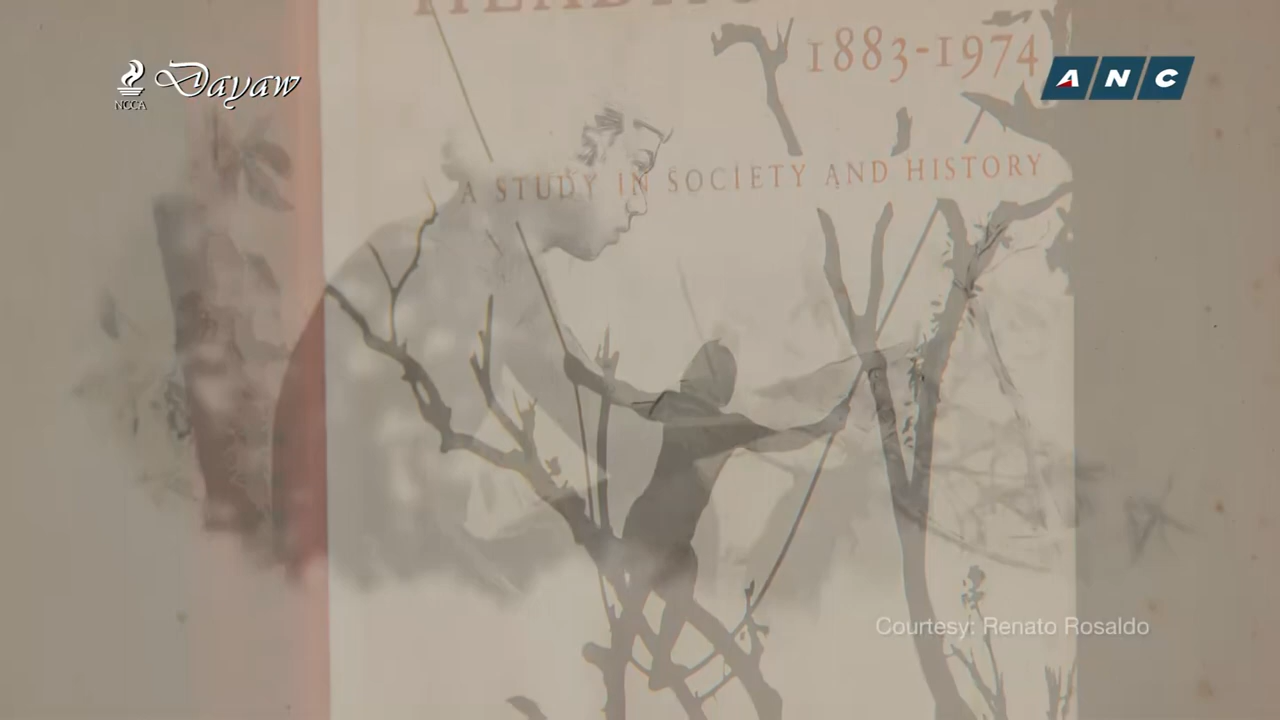 1883-1974
NCCA
Dayaw
ANC
A STUDY IN SOCIETY AND HISTORY
Courtesy: Renato Rosaldo